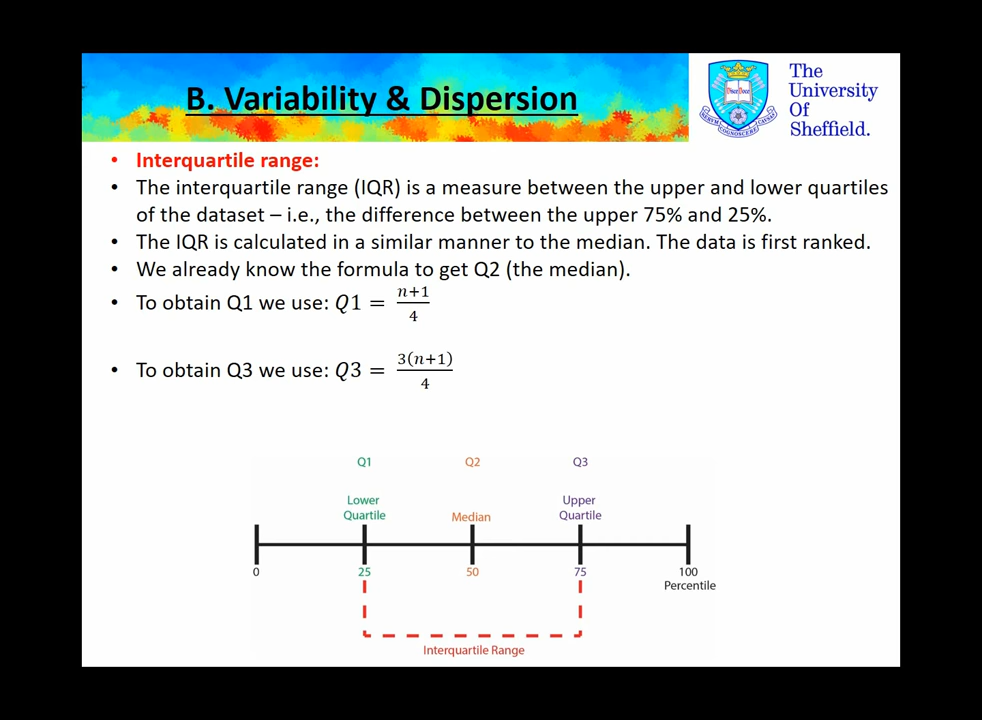 B. Variability & Dispersion
The
University
Of
Sheffield.
• Interquartile range:
• The interquartile range (IQR) is a measure between the upper and lower quartiles
of the dataset – i.e., the difference between the upper 75% and 25%.
• The IQR is calculated in a similar manner to the median. The data is first ranked.
• We already know the formula to get Q2 (the median).
• To obtain Q1 we use: Q1 = (n+1)/4
• To obtain Q3 we use: Q3 = 3(n+1)/4
Q1 Q2 Q3
Lower Upper
Quartile Median Quartile
0 25 50 75 100
Percentile
Interquartile Range